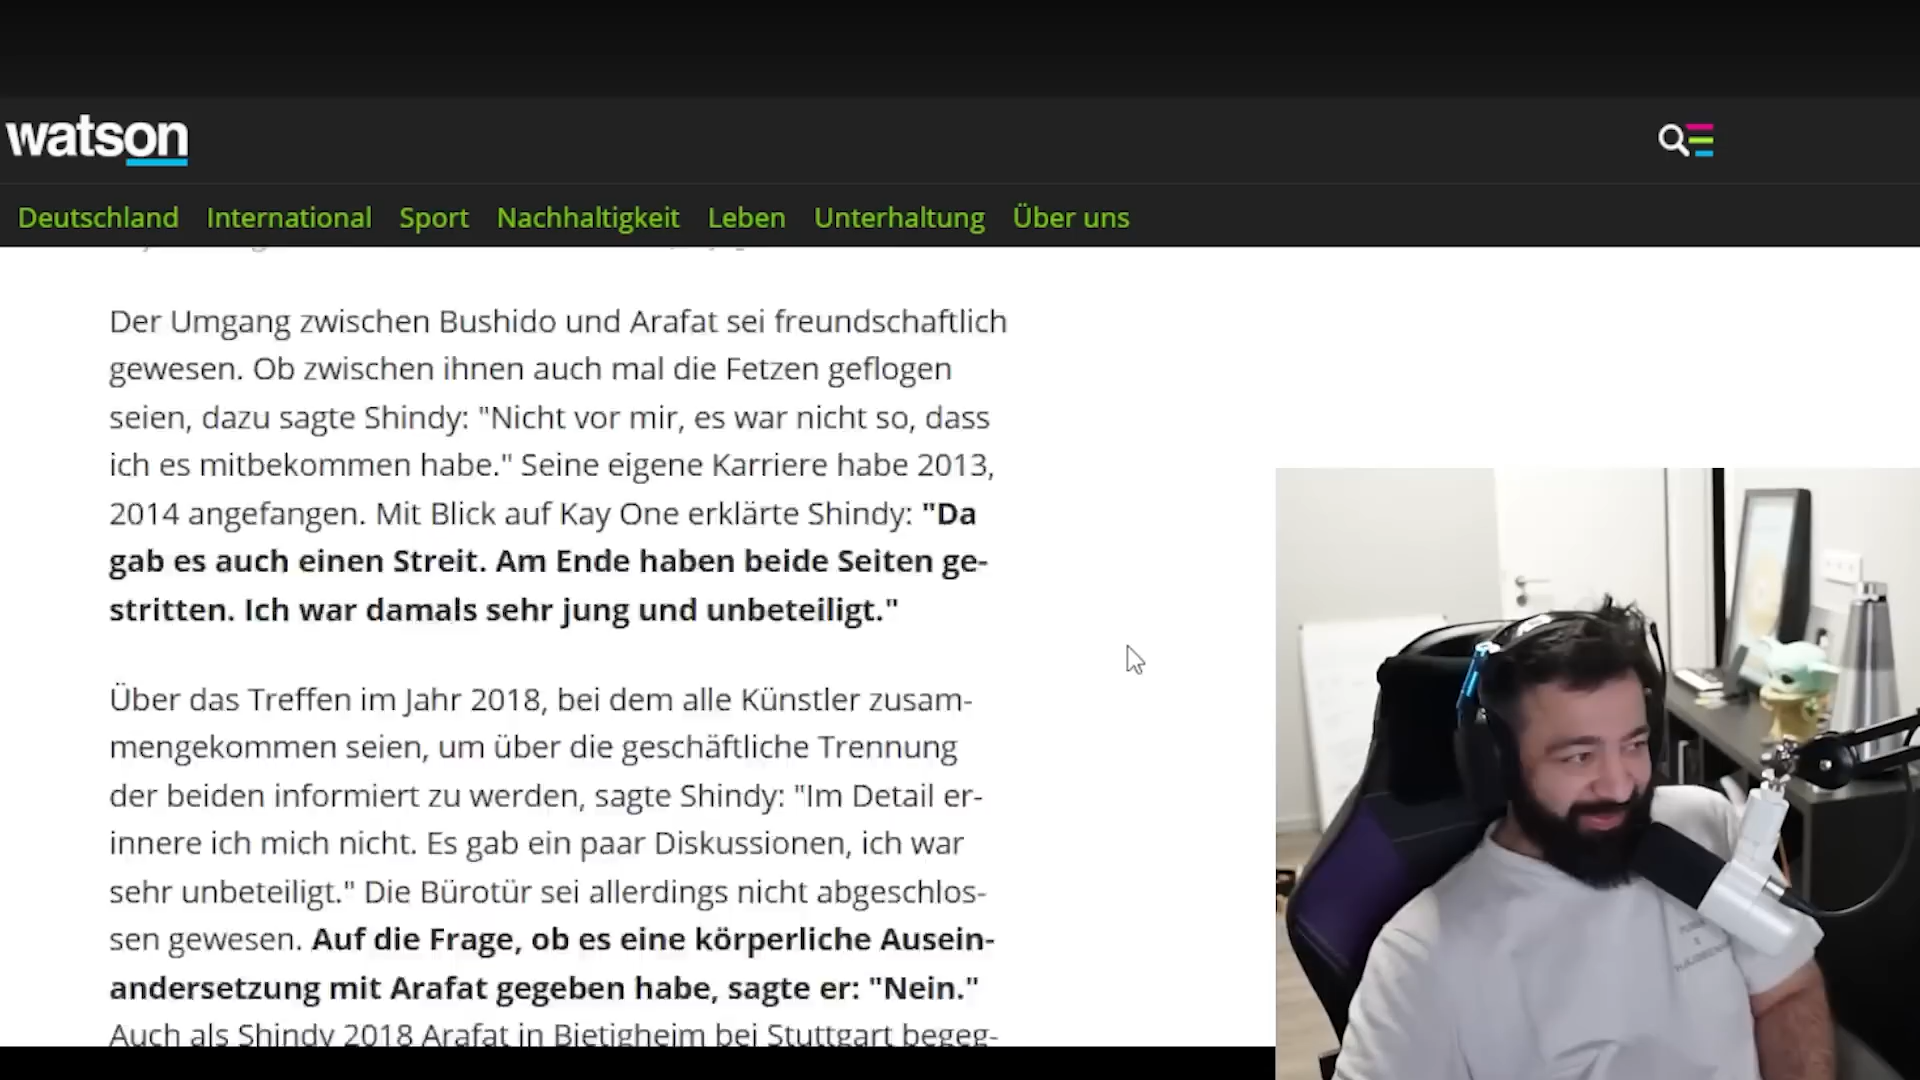 watson
Deutschland International Sport Nachhaltigkeit Leben Unterhaltung Über uns
Der Umgang zwischen Bushido und Arafat sei freundschaftlich
gewesen. Ob zwischen ihnen auch mal die Fetzen geflogen
seien, dazu sagte Shindy: "Nicht vor mir, es war nicht so, dass
ich es mitbekommen habe." Seine eigene Karriere habe 2013,
2014 angefangen. Mit Blick auf Kay One erklärte Shindy: "Da
gab es auch einen Streit. Am Ende haben beide Seiten ge-
stritten. Ich war damals sehr jung und unbeteiligt."
Über das Treffen im Jahr 2018, bei dem alle Künstler zusam-
mengekommen seien, um über die geschäftliche Trennung
der beiden informiert zu werden, sagte Shindy: "Im Detail er-
innere ich mich nicht. Es gab ein paar Diskussionen, ich war
sehr unbeteiligt." Die Bürotür sei allerdings nicht abgeschlos-
sen gewesen. Auf die Frage, ob es eine körperliche Ausein-
andersetzung mit Arafat gegeben habe, sagte er: "Nein."
Auch als Shindy 2018 Arafat in Bietigheim bei Stuttgart begeg-